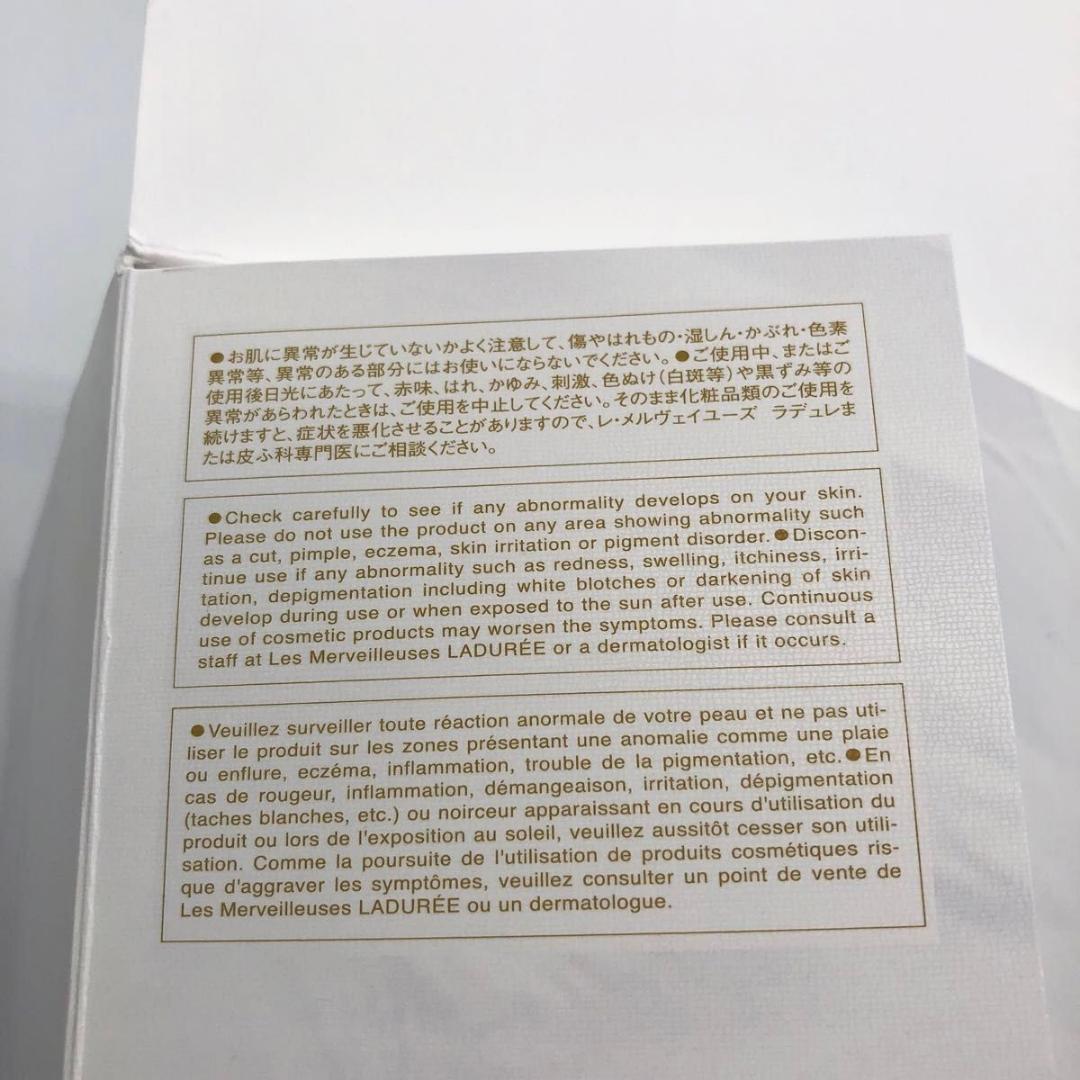 ●お肌に異常が生じていないかよく注意して、傷やはれもの・湿しん・かぶれ・色素
異常等、異常のある部分にはお使いにならないでください。●ご使用中、またはご
使用後日光にあたって、赤味、はれ、かゆみ、刺激、色ぬけ(白斑等)や黒ずみ等の
異常があらわれたときは、ご使用を中止してください。そのまま化粧品類のご使用を
続けますと、症状を悪化させることがありますので、レ・メルヴェイユーズ ラデュレま
たは皮ふ科専門医にご相談ください。
●Check carefully to see if any abnormality develops on your skin.
Please do not use the product on any area showing abnormality such
as a cut, pimple, eczema, skin irritation or pigment disorder.●Discon-
tinue use if any abnormality such as redness, swelling, itchiness, irri-
tation, depigmentation including white blotches or darkening of skin
develop during use or when exposed to the sun after use. Continuous
use of cosmetic products may worsen the symptoms. Please consult a
staff at Les Merveilleuses LADURÉE or a dermatologist if it occurs.
●Veuillez surveiller toute réaction anormale de votre peau et ne pas uti-
liser le produit sur les zones présentant une anomalie comme une plaie
ou enflure, eczéma, inflammation, trouble de la pigmentation, etc.●En
cas de rougeur, inflammation, démangeaison, irritation, dépigmentation
(taches blanches, etc.) ou noirceur apparaissant en cours d'utilisation du
produit ou lors de l'exposition au soleil, veuillez aussitôt cesser son utili-
sation. Comme la poursuite de l'utilisation de produits cosmétiques ris-
que d'aggraver les symptômes, veuillez consulter un point de vente de
Les Merveilleuses LADURÉE ou un dermatologue.